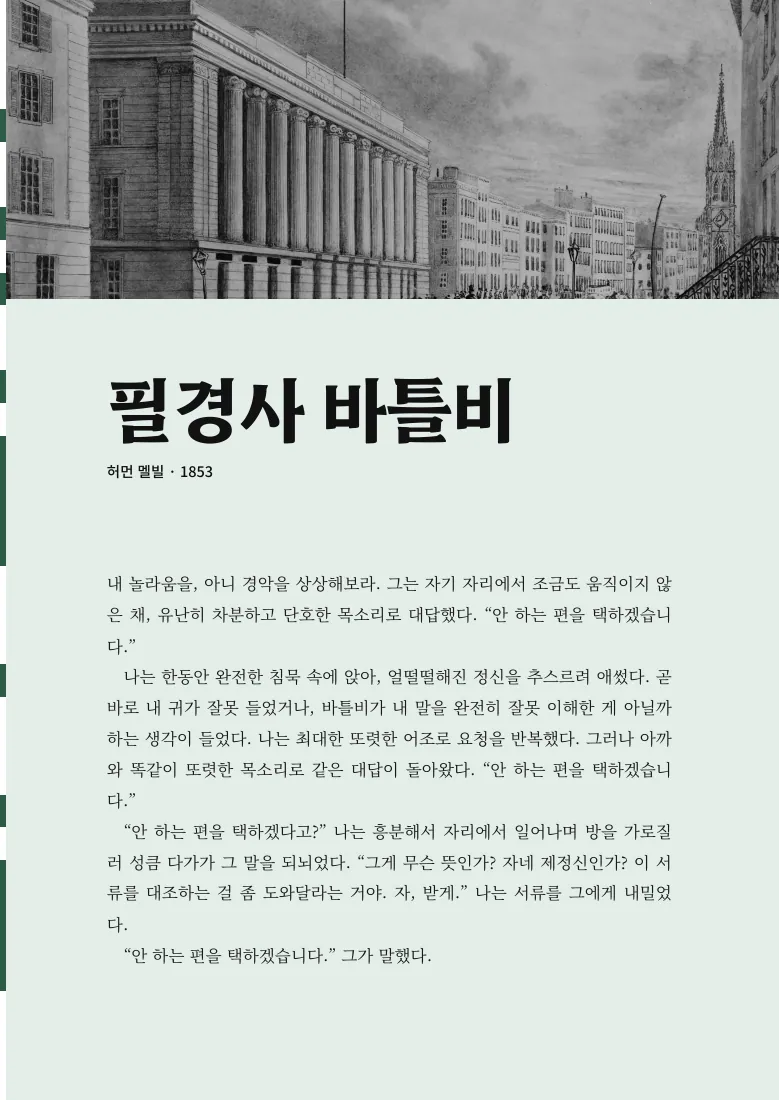 필경사 바틀비
허먼 멜빌 · 1853
내 놀라움을, 아니 경악을 상상해보라. 그는 자기 자리에서 조금도 움직이지 않
은 채, 유난히 차분하고 단호한 목소리로 대답했다. “안 하는 편을 택하겠습니
다.”
나는 한동안 완전한 침묵 속에 앉아, 얼떨떨해진 정신을 추스르려 애썼다. 곧
바로 내 귀가 잘못 들었거나, 바틀비가 내 말을 완전히 잘못 이해한 게 아닐까
하는 생각이 들었다. 나는 최대한 또렷한 어조로 요청을 반복했다. 그러나 아까
와 똑같이 또렷한 목소리로 같은 대답이 돌아왔다. “안 하는 편을 택하겠습니
다.”
“안 하는 편을 택하겠다고?” 나는 흥분해서 자리에서 일어나며 방을 가로질
러 성큼 다가가 그 말을 되뇌었다. “그게 무슨 뜻인가? 자네 제정신인가? 이 서
류를 대조하는 걸 좀 도와달라는 거야. 자, 받게.” 나는 서류를 그에게 내밀었
다.
“안 하는 편을 택하겠습니다.” 그가 말했다.